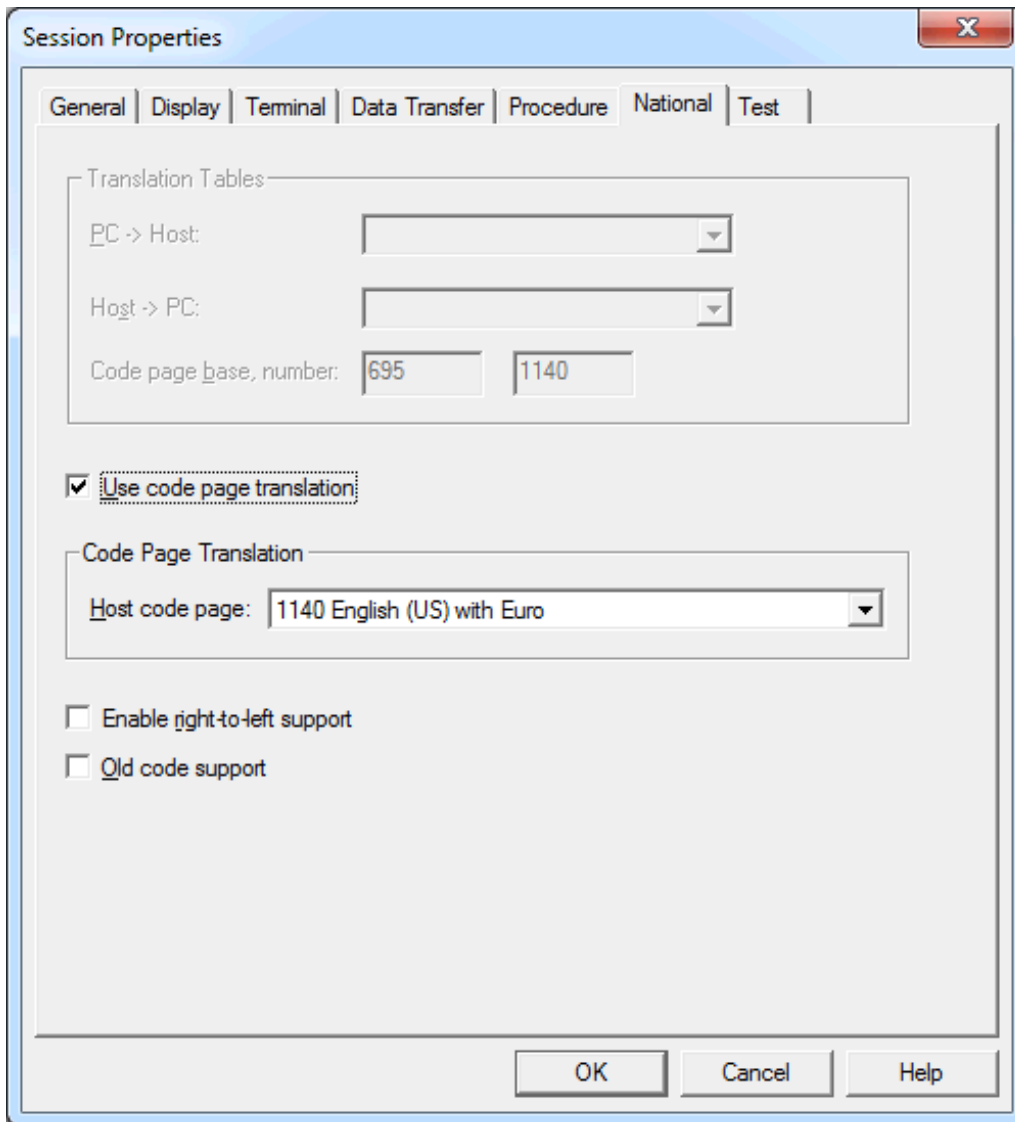 Session Properties
General Display Terminal Data Transfer Procedure National Test
Translation Tables
PC -> Host:
Host -> PC:
Code page base, number: 695 1140
Use code page translation
Code Page Translation
Host code page: 1140 English (US) with Euro
Enable right-to-left support
Old code support
OK Cancel Help